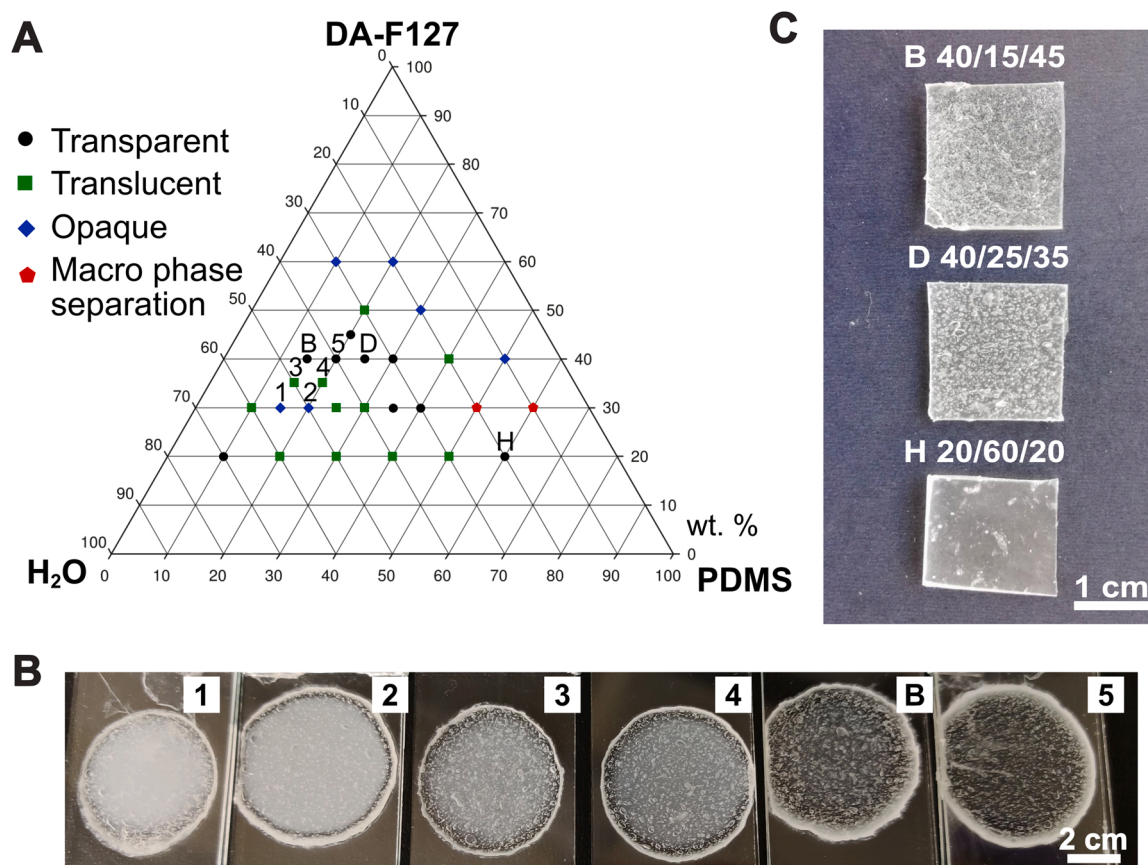 A
DA-F127
Transparent
Translucent
Opaque
Macro phase
separation
0
10
20
30
40
50
60
70
80
90
100
100
90
80
70
60
50
40
30
20
10
0
B
5
D
3
4
1
2
H
wt. %
H₂O
0
10
20
30
40
50
60
70
80
90
100
PDMS
C
B 40/15/45
D 40/25/35
H 20/60/20
1 cm
B
1
2
3
4
B
5
2 cm